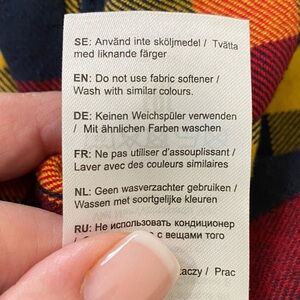 SE: Använd inte sköljmedel / Tvätta
med liknande färger
EN: Do not use fabric softener /
Wash with similar colours.
DE: Keinen Weichspüler verwenden
/ Mit ähnlichen Farben waschen
FR: Ne pas utiliser d'assouplissant /
Laver avec des couleurs similaires
NL: Geen wasverzachter gebruiken /
Wassen met soortgelijke kleuren
RU: Не использовать кондиционер
/ с вещами того
/ Prac